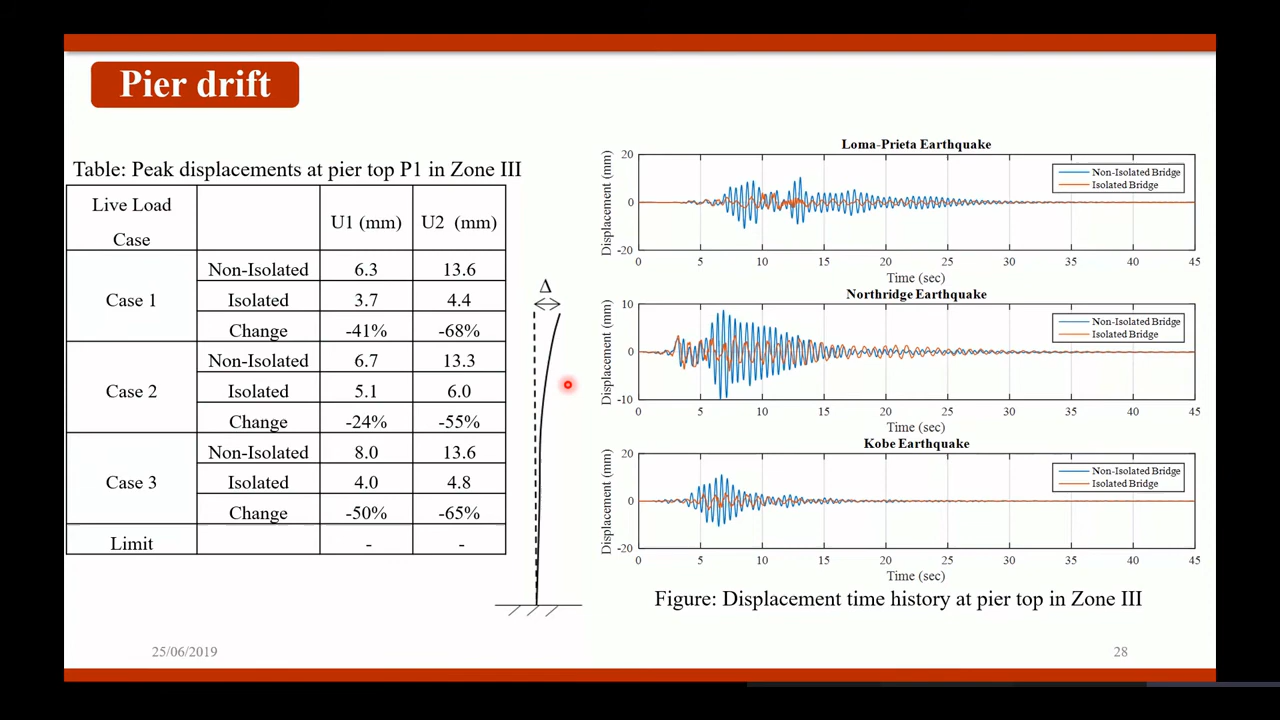 Pier drift
Table: Peak displacements at pier top P1 in Zone III
Live Load
Case
U1 (mm)
U2 (mm)
Case 1
Non-Isolated 6.3 13.6
Isolated 3.7 4.4
Change -41% -68%
Case 2
Non-Isolated 6.7 13.3
Isolated 5.1 6.0
Change -24% -55%
Case 3
Non-Isolated 8.0 13.6
Isolated 4.0 4.8
Change -50% -65%
Limit - -
Δ
Loma-Prieta Earthquake
Displacement (mm)
20
0
-20
Non-Isolated Bridge
Isolated Bridge
0 5 10 15 20 25 30 35 40 45
Time (sec)
Northridge Earthquake
Displacement (mm)
10
0
-10
Non-Isolated Bridge
Isolated Bridge
0 5 10 15 20 25 30 35 40 45
Time (sec)
Kobe Earthquake
Displacement (mm)
20
0
-20
Non-Isolated Bridge
Isolated Bridge
0 5 10 15 20 25 30 35 40 45
Time (sec)
Figure: Displacement time history at pier top in Zone III
25/06/2019
28